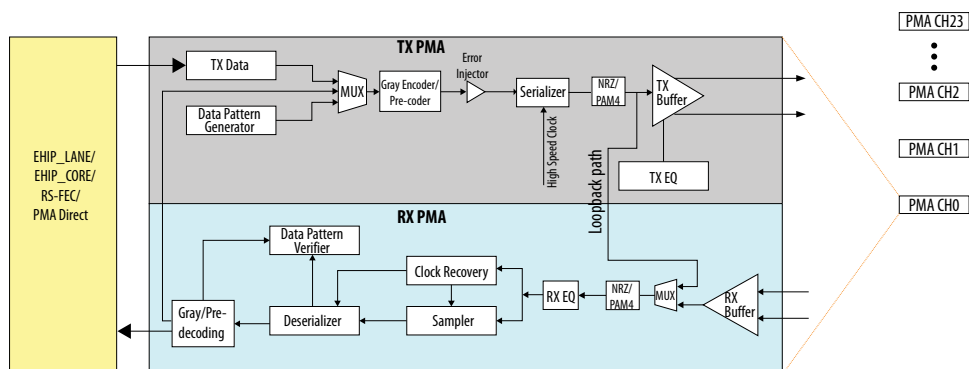 PMA CH23
TX PMA
TX Data
Error
Injector
MUX
Gray Encoder/
Pre-coder
Serializer
NRZ/
PAM4
TX
Buffer
PMA CH2
Data Pattern
Generator
High Speed Clock
TX EQ
PMA CH1
EHIP_LANE/
EHIP_CORE/
RS-FEC/
PMA Direct
Loopback path
PMA CH0
RX PMA
Data Pattern
Verifier
Clock Recovery
RX EQ
NRZ/
PAM4
MUX
RX
Buffer
Gray/Pre-
decoding
Deserializer
Sampler